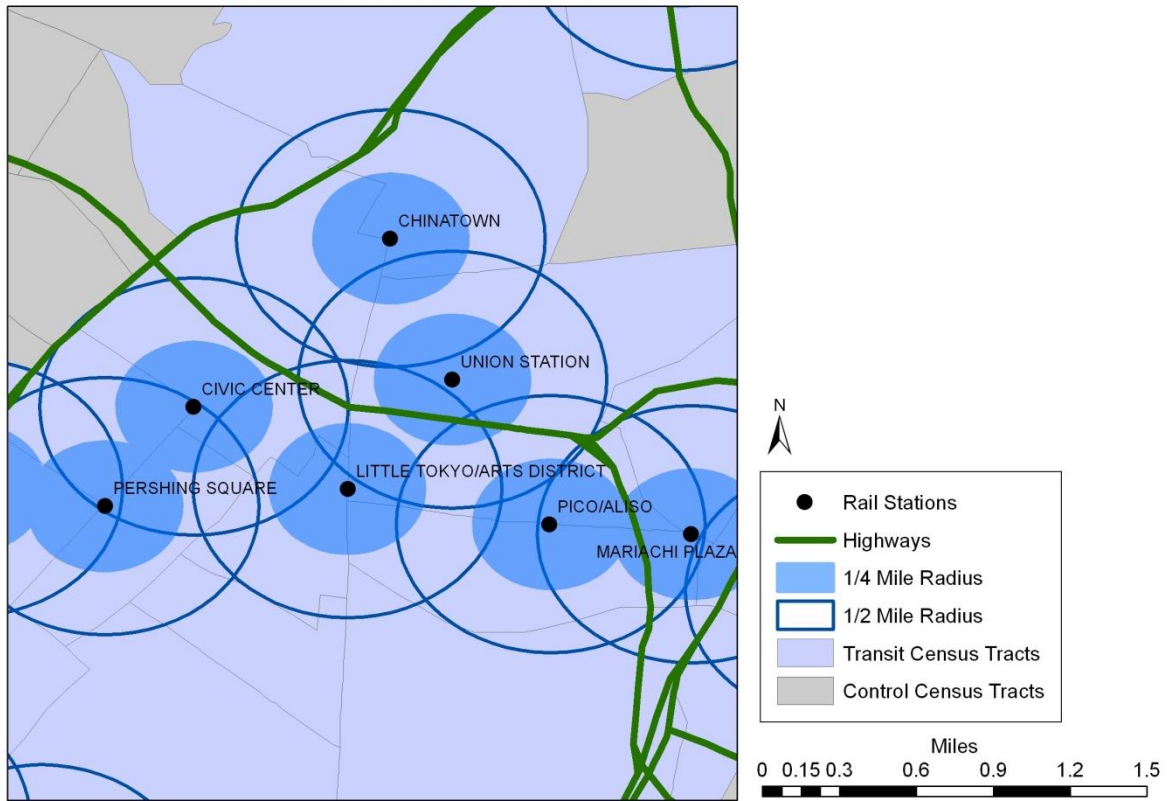 CHINATOWN
UNION STATION
CIVIC CENTER
LITTLE TOKYO/ARTS DISTRICT
PERSHING SQUARE
PICO/ALISO
MARIACHI PLAZA
N
Rail Stations
Highways
1/4 Mile Radius
1/2 Mile Radius
Transit Census Tracts
Control Census Tracts
Miles
0 0.15 0.3 0.6 0.9 1.2 1.5